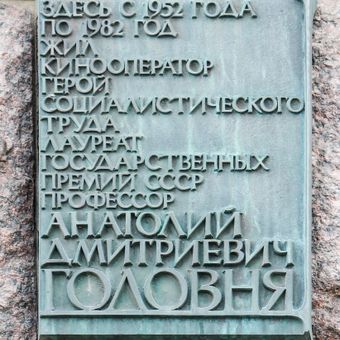 ЗДЕСЬ С 1952 ГОДА
ПО 1982 ГОД
ЖИЛ
КИНООПЕРАТОР
ГЕРОЙ
СОЦИАЛИСТИЧЕСКОГО
ТРУДА
ЛАУРЕАТ
ГОСУДАРСТВЕННЫХ
ПРЕМИЙ СССР
ПРОФЕССОР
АНАТОЛИЙ
ДМИТРИЕВИЧ
ГОЛОВНЯ